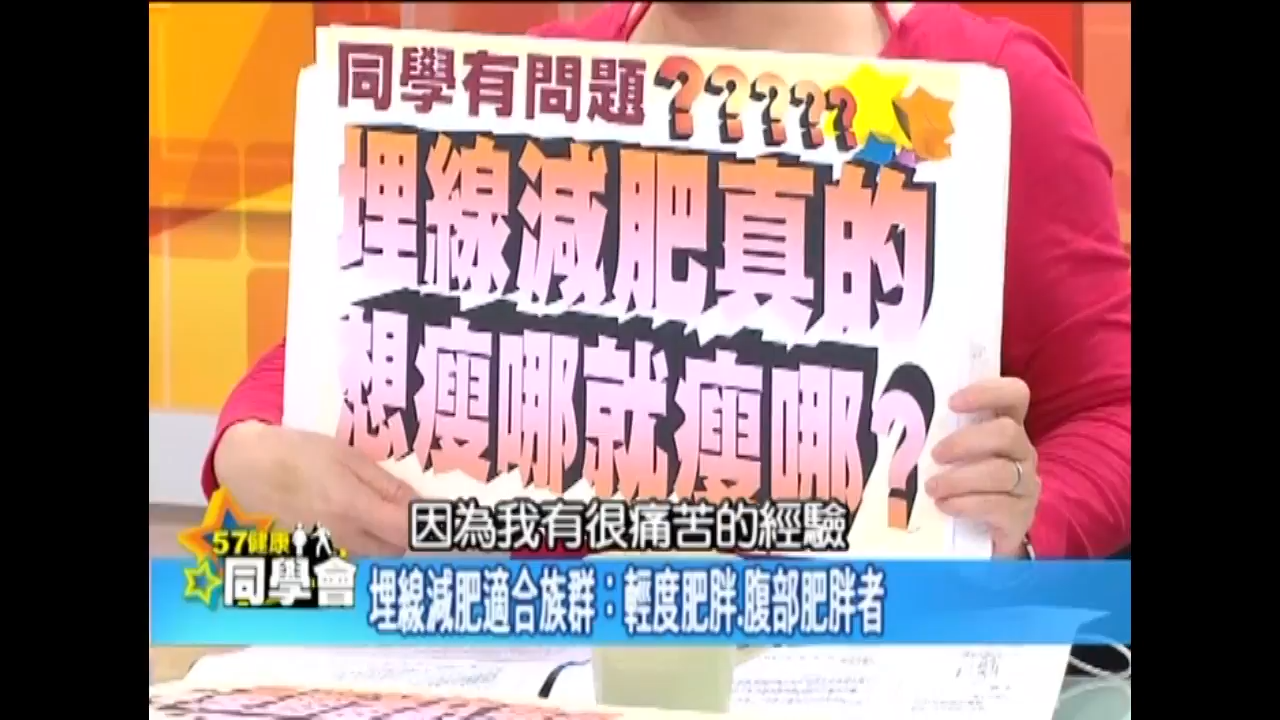 同學有問題?????
埋線減肥真的
想瘦哪就瘦哪?
因為我有很痛苦的經驗
57健康
同學會
埋線減肥適合族群：輕度肥胖.腹部肥胖者